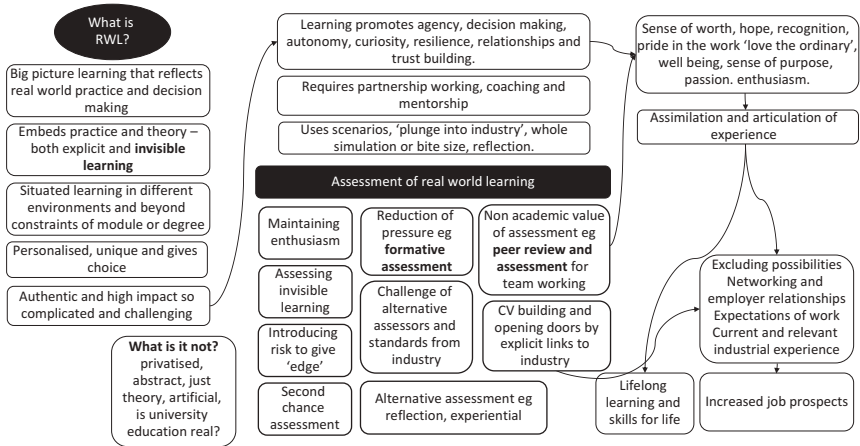 What is
RWL?
Big picture learning that reflects
real world practice and decision
making
Embeds practice and theory –
both explicit and invisible
learning
Situated learning in different
environments and beyond
constraints of module or degree
Personalised, unique and gives
choice
Authentic and high impact so
complicated and challenging
What is it not?
privatised,
abstract, just
theory, artificial,
is university
education real?
Learning promotes agency, decision making,
autonomy, curiosity, resilience, relationships and
trust building.
Requires partnership working, coaching and
mentorship
Uses scenarios, ‘plunge into industry’, whole
simulation or bite size, reflection.
Assessment of real world learning
Maintaining
enthusiasm
Assessing
invisible
learning
Introducing
risk to give
‘edge’
Second
chance
assessment
Reduction of
pressure eg
formative
assessment
Challenge of
alternative
assessors and
standards from
industry
Alternative assessment eg
reflection, experiential
Non academic value
of assessment eg
peer review and
assessment for
team working
CV building and
opening doors by
explicit links to
industry
Sense of worth, hope, recognition,
pride in the work ‘love the ordinary’,
well being, sense of purpose,
passion. enthusiasm.
Assimilation and articulation of
experience
Excluding possibilities
Networking and
employer relationships
Expectations of work
Current and relevant
industrial experience
Lifelong
learning and
skills for life
Increased job prospects